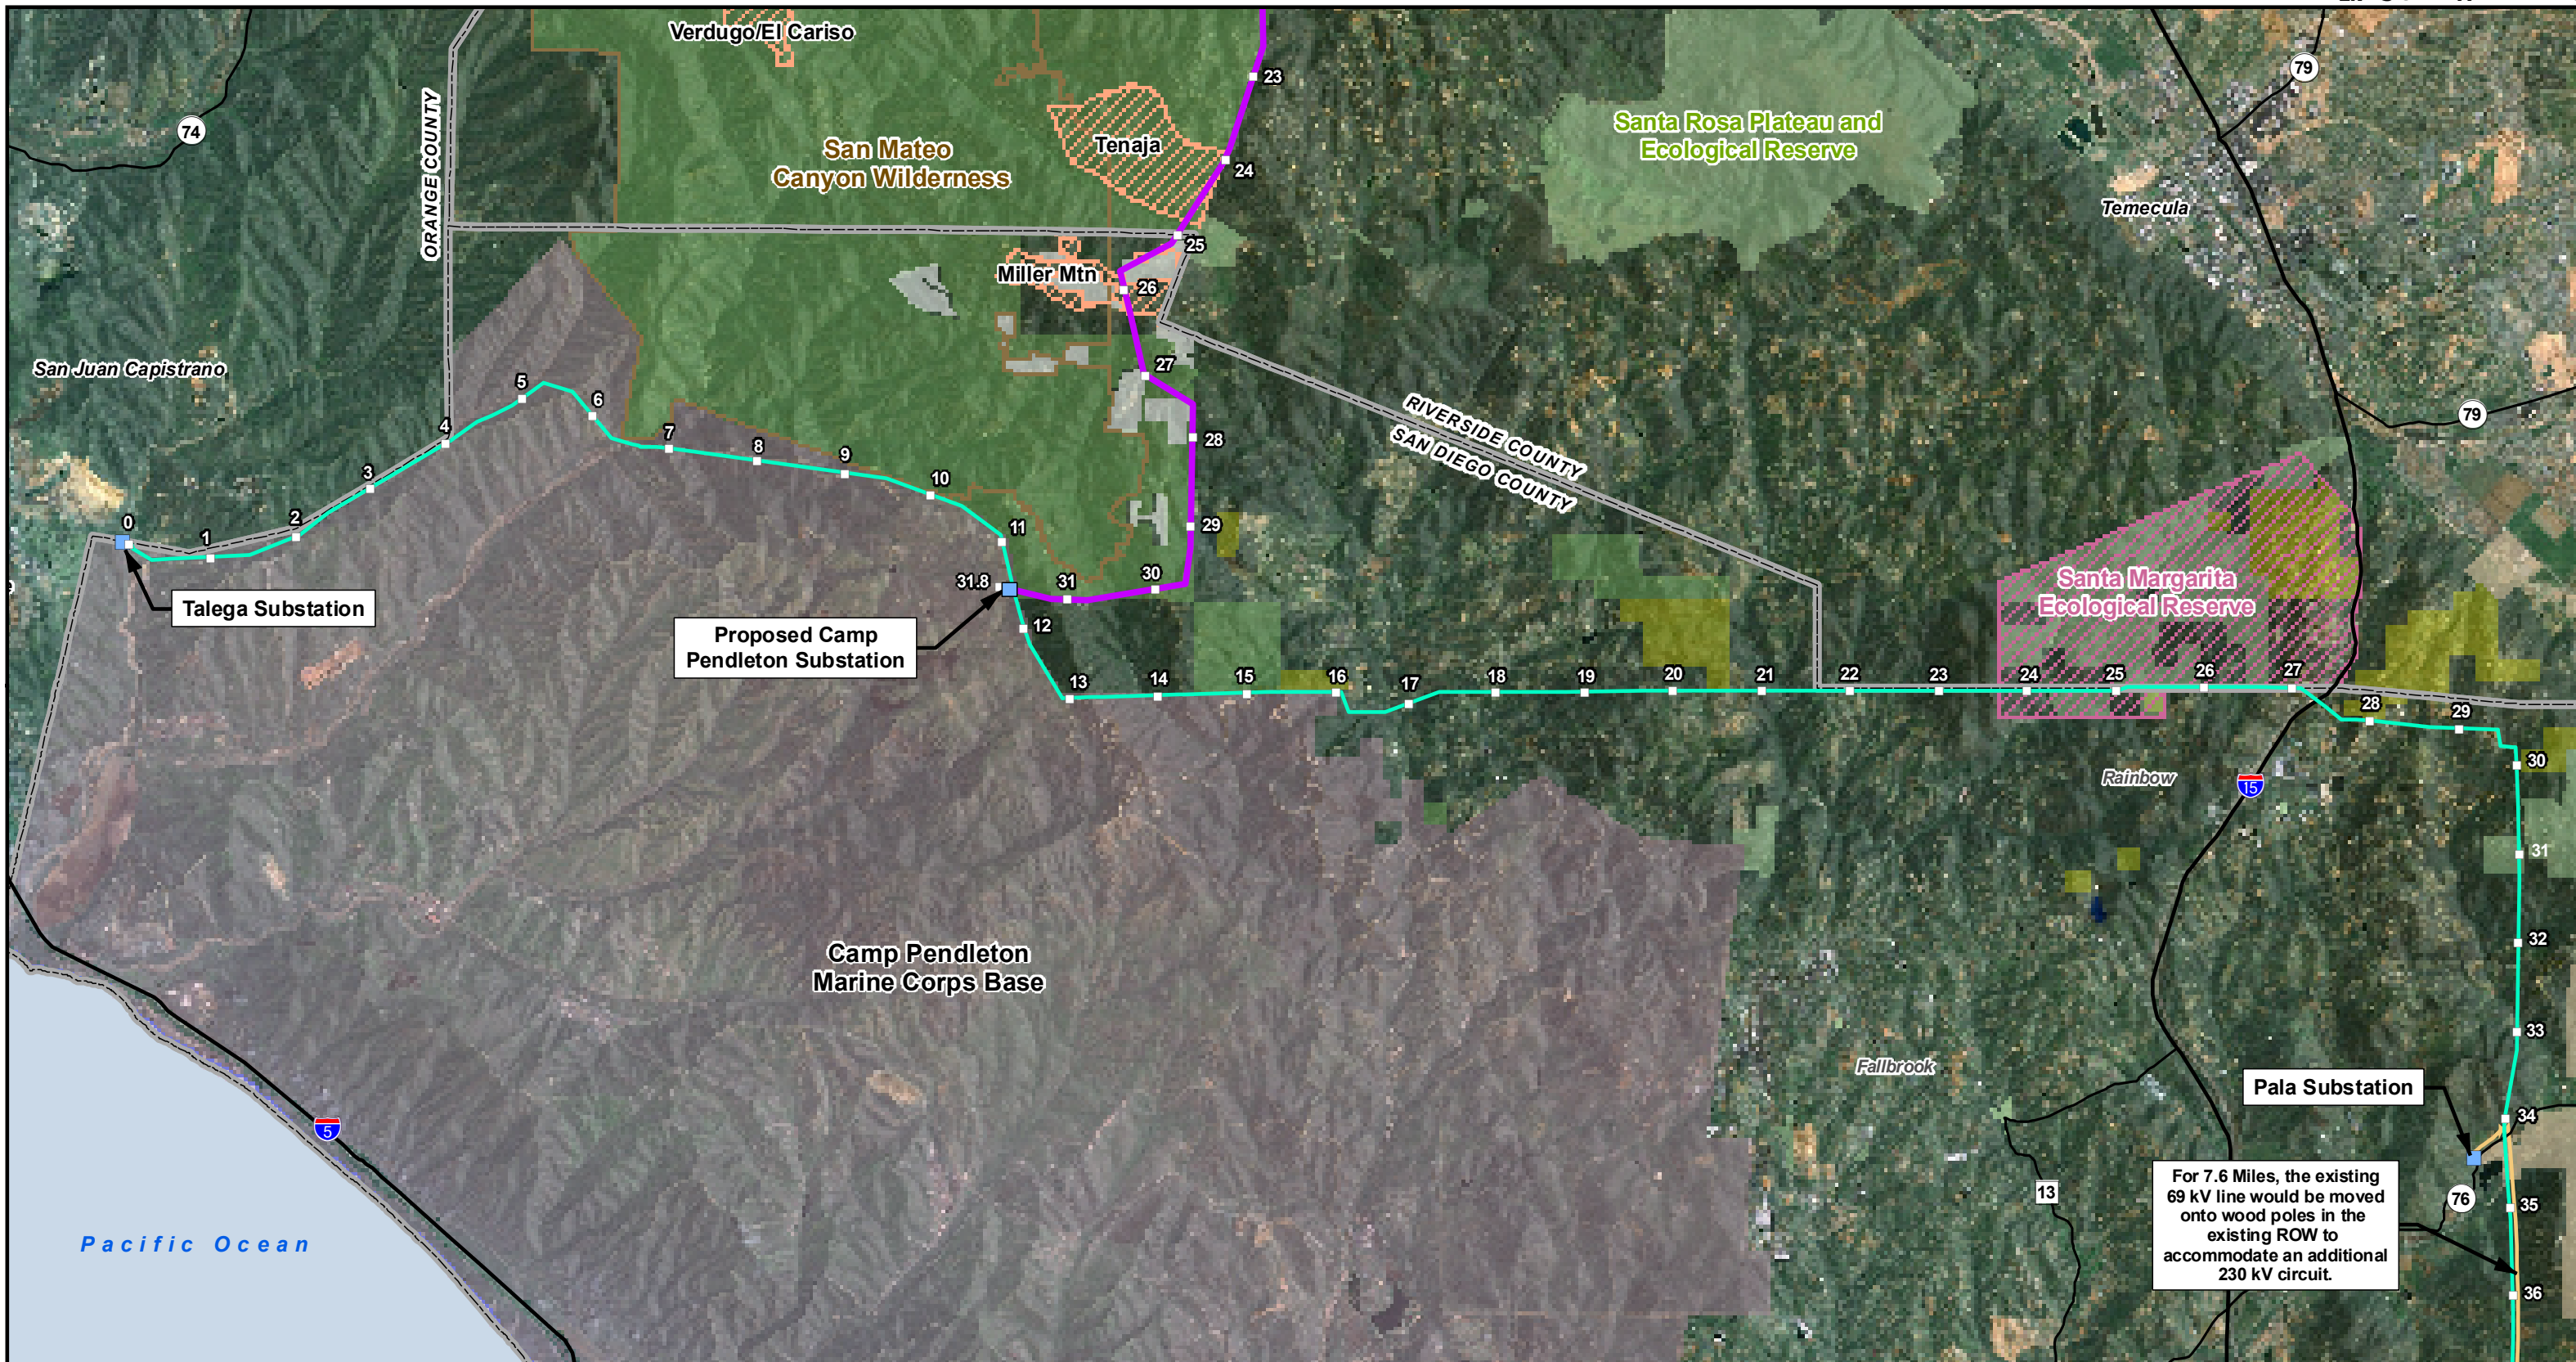 Verdugo/El Cariso
23
79
74
ORANGE COUNTY
San Mateo
Canyon Wilderness
Tenaja
24
Santa Rosa Plateau and
Ecological Reserve
Temecula
25
Miller Mtn
26
27
28
29
30
31
31.8
San Juan Capistrano
RIVERSIDE COUNTY
SAN DIEGO COUNTY
79
0
1
2
3
4
5
6
7
8
9
10
11
12
13
14
15
16
17
18
19
20
21
22
23
24
25
26
27
28
29
30
31
32
33
34
35
36
Talega Substation
Proposed Camp
Pendleton Substation
Santa Margarita
Ecological Reserve
Rainbow
15
Camp Pendleton
Marine Corps Base
Fallbrook
Pala Substation
13
76
For 7.6 Miles, the existing
69 kV line would be moved
onto wood poles in the
existing ROW to
accommodate an additional
230 kV circuit.
5
Pacific Ocean